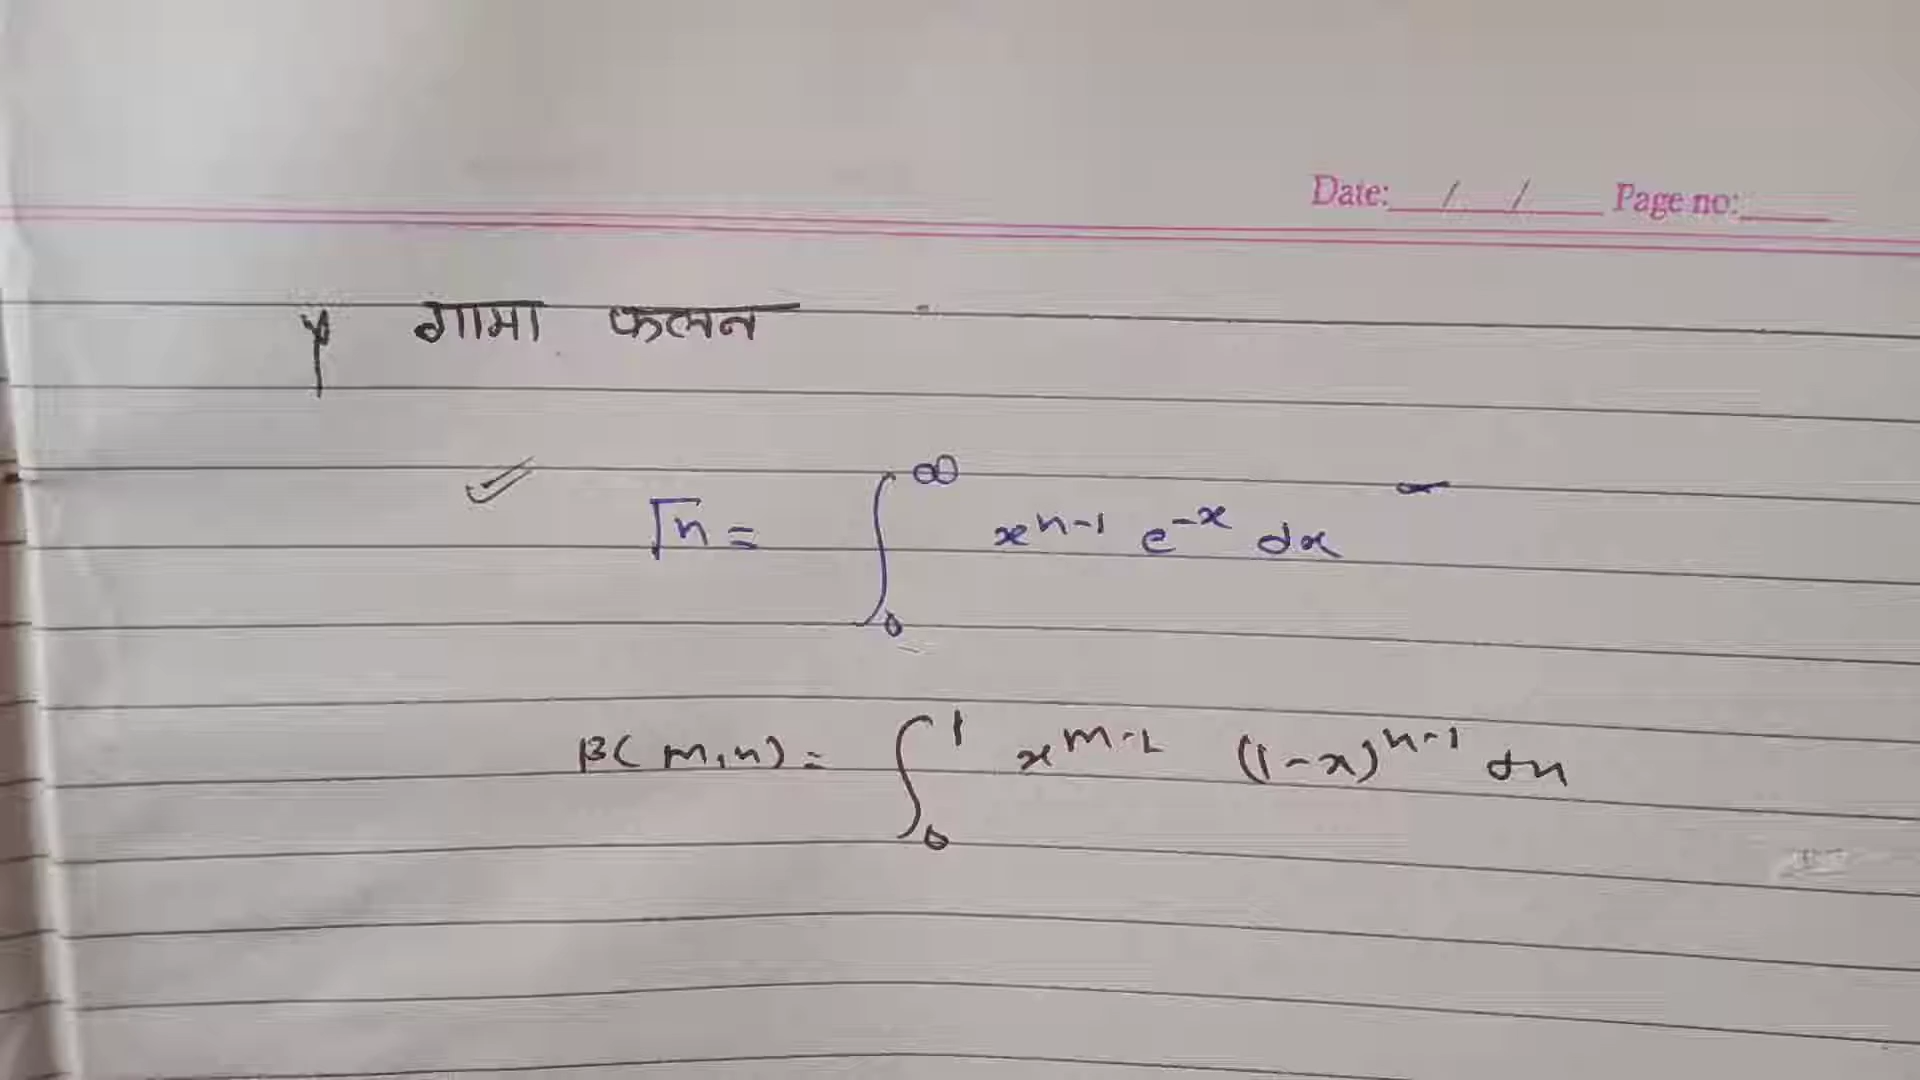 Date: / / Page no:
γ गामा फलन
Γn = ∫₀^∞ x^{n-1} e^{-x} dx
β(m,n) = ∫₀^1 x^{m-1} (1-x)^{n-1} dx